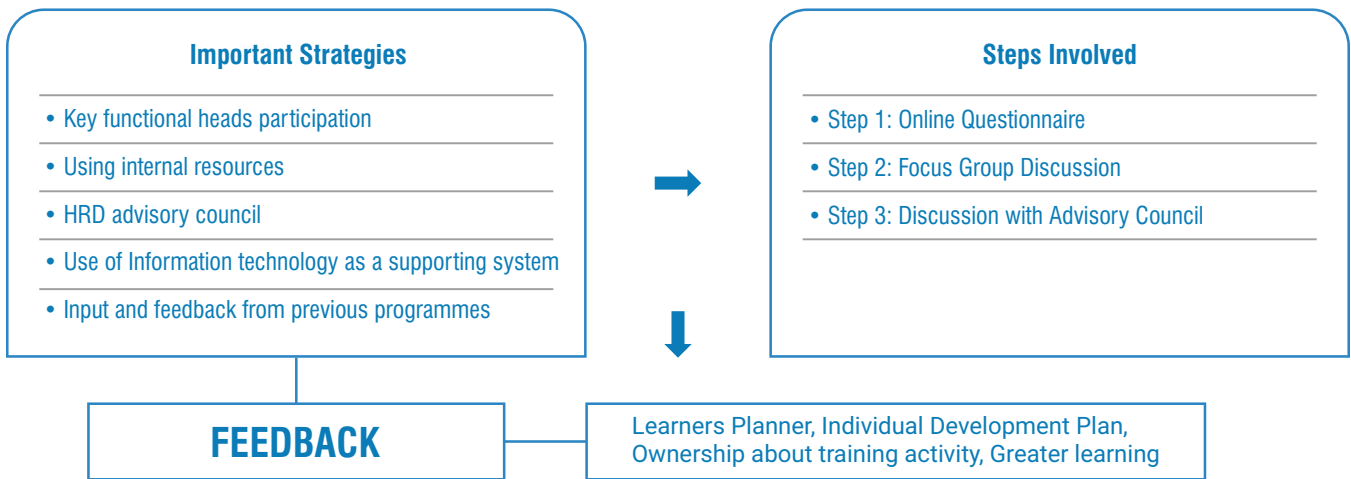 Important Strategies
• Key functional heads participation
• Using internal resources
• HRD advisory council
• Use of Information technology as a supporting system
• Input and feedback from previous programmes
Steps Involved
• Step 1: Online Questionnaire
• Step 2: Focus Group Discussion
• Step 3: Discussion with Advisory Council
FEEDBACK
Learners Planner, Individual Development Plan,
Ownership about training activity, Greater learning